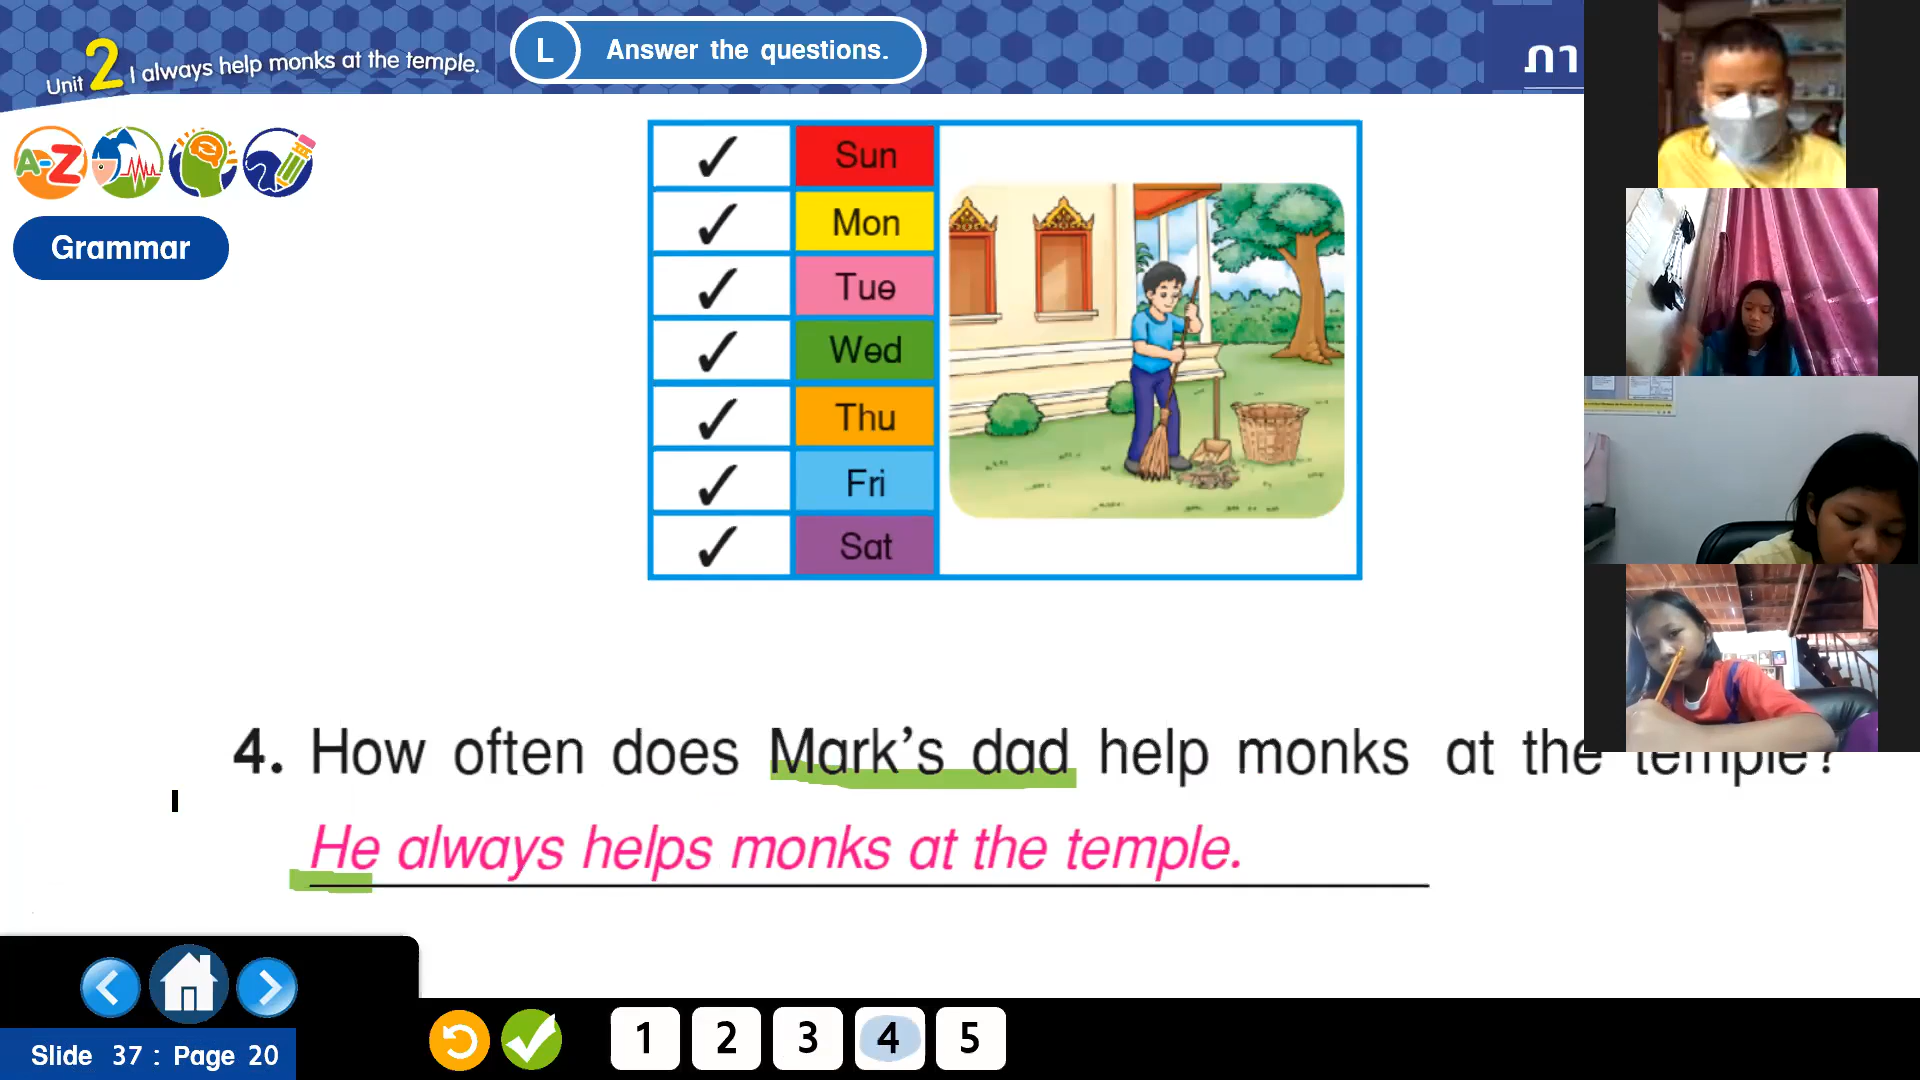 Unit 2 I always help monks at the temple.
L Answer the questions.
ภา
A-Z
Grammar
✓ Sun
✓ Mon
✓ Tue
✓ Wed
✓ Thu
✓ Fri
✓ Sat
4. How often does Mark's dad help monks at the temple?
He always helps monks at the temple.
Slide 37 : Page 20
1 2 3 4 5